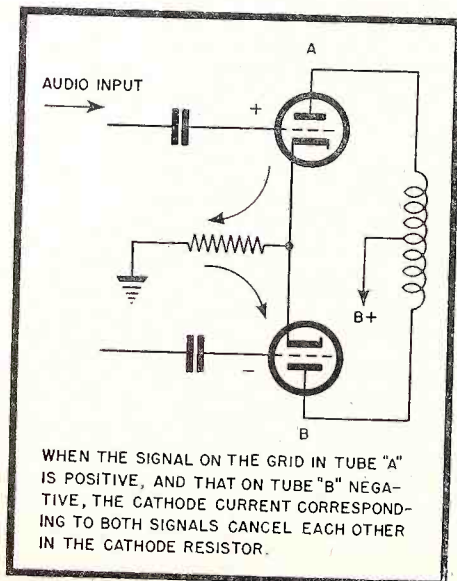 A
AUDIO INPUT
+
B+
-
B
WHEN THE SIGNAL ON THE GRID IN TUBE "A"
IS POSITIVE, AND THAT ON TUBE "B" NEGA-
TIVE, THE CATHODE CURRENT CORRESPOND-
ING TO BOTH SIGNALS CANCEL EACH OTHER
IN THE CATHODE RESISTOR.